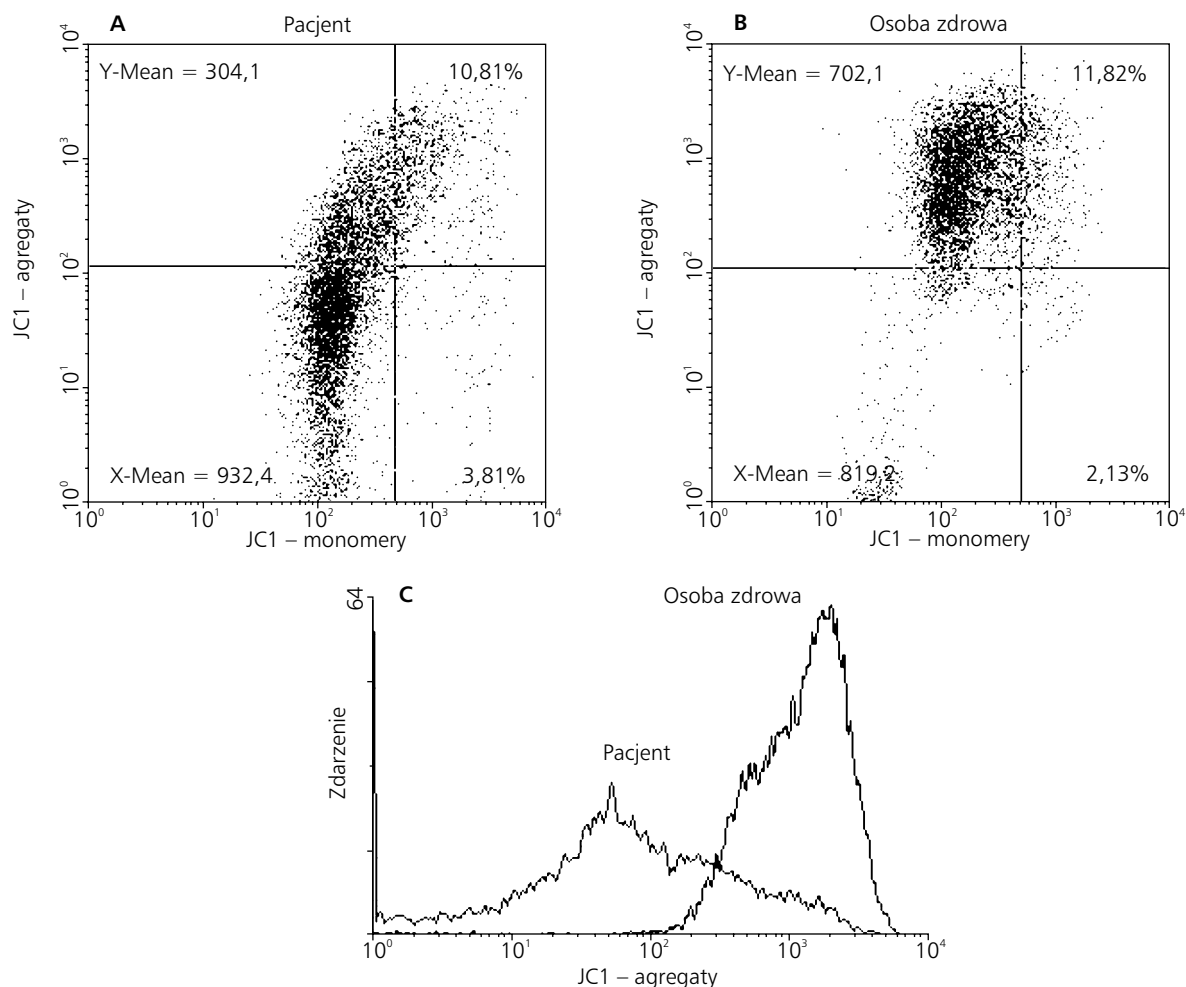 A
Pacjent
10⁴
Y-Mean = 304,1
10,81%
10³
JC1 – agregaty
10²
10¹
X-Mean = 932,4
3,81%
10⁰
10⁰ 10¹ 10² 10³ 10⁴
JC1 – monomery
B
Osoba zdrowa
10⁴
Y-Mean = 702,1
11,82%
10³
JC1 – agregaty
10²
10¹
X-Mean = 819,2
2,13%
10⁰
10⁰ 10¹ 10² 10³ 10⁴
JC1 – monomery
C
64
Osoba zdrowa
Zdarzenie
Pacjent
10⁰ 10¹ 10² 10³ 10⁴
JC1 – agregaty